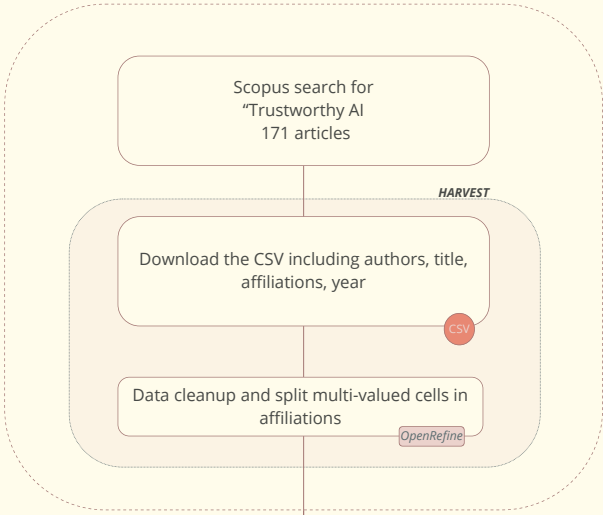 Scopus search for
“Trustworthy AI
171 articles
HARVEST
Download the CSV including authors, title,
affiliations, year
CSV
Data cleanup and split multi-valued cells in
affiliations
OpenRefine